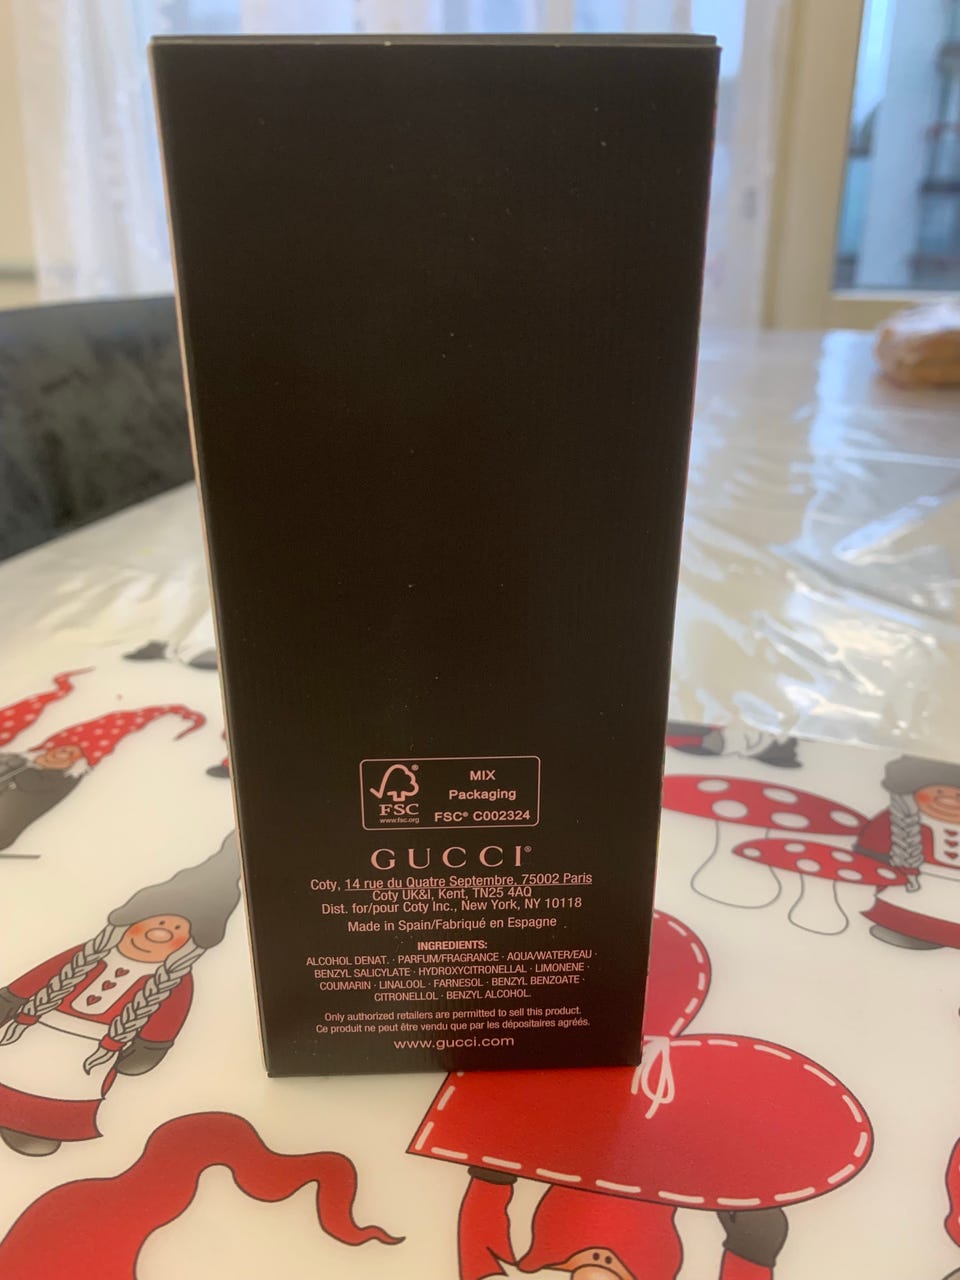 MIX
Packaging
FSC® C002324
FSC®
www.fsc.org
GUCCI®
Coty, 14 rue du Quatre Septembre, 75002 Paris
Coty UK&I, Kent, TN25 4AQ
Dist. for/pour Coty Inc., New York, NY 10118
Made in Spain/Fabriqué en Espagne
INGREDIENTS:
ALCOHOL DENAT. · PARFUM/FRAGRANCE · AQUA/WATER/EAU ·
BENZYL SALICYLATE · HYDROXYCITRONELLAL · LIMONENE ·
COUMARIN · LINALOOL · FARNESOL · BENZYL BENZOATE ·
CITRONELLOL · BENZYL ALCOHOL.
Only authorized retailers are permitted to sell this product.
Ce produit ne peut être vendu que par les dépositaires agréés.
www.gucci.com